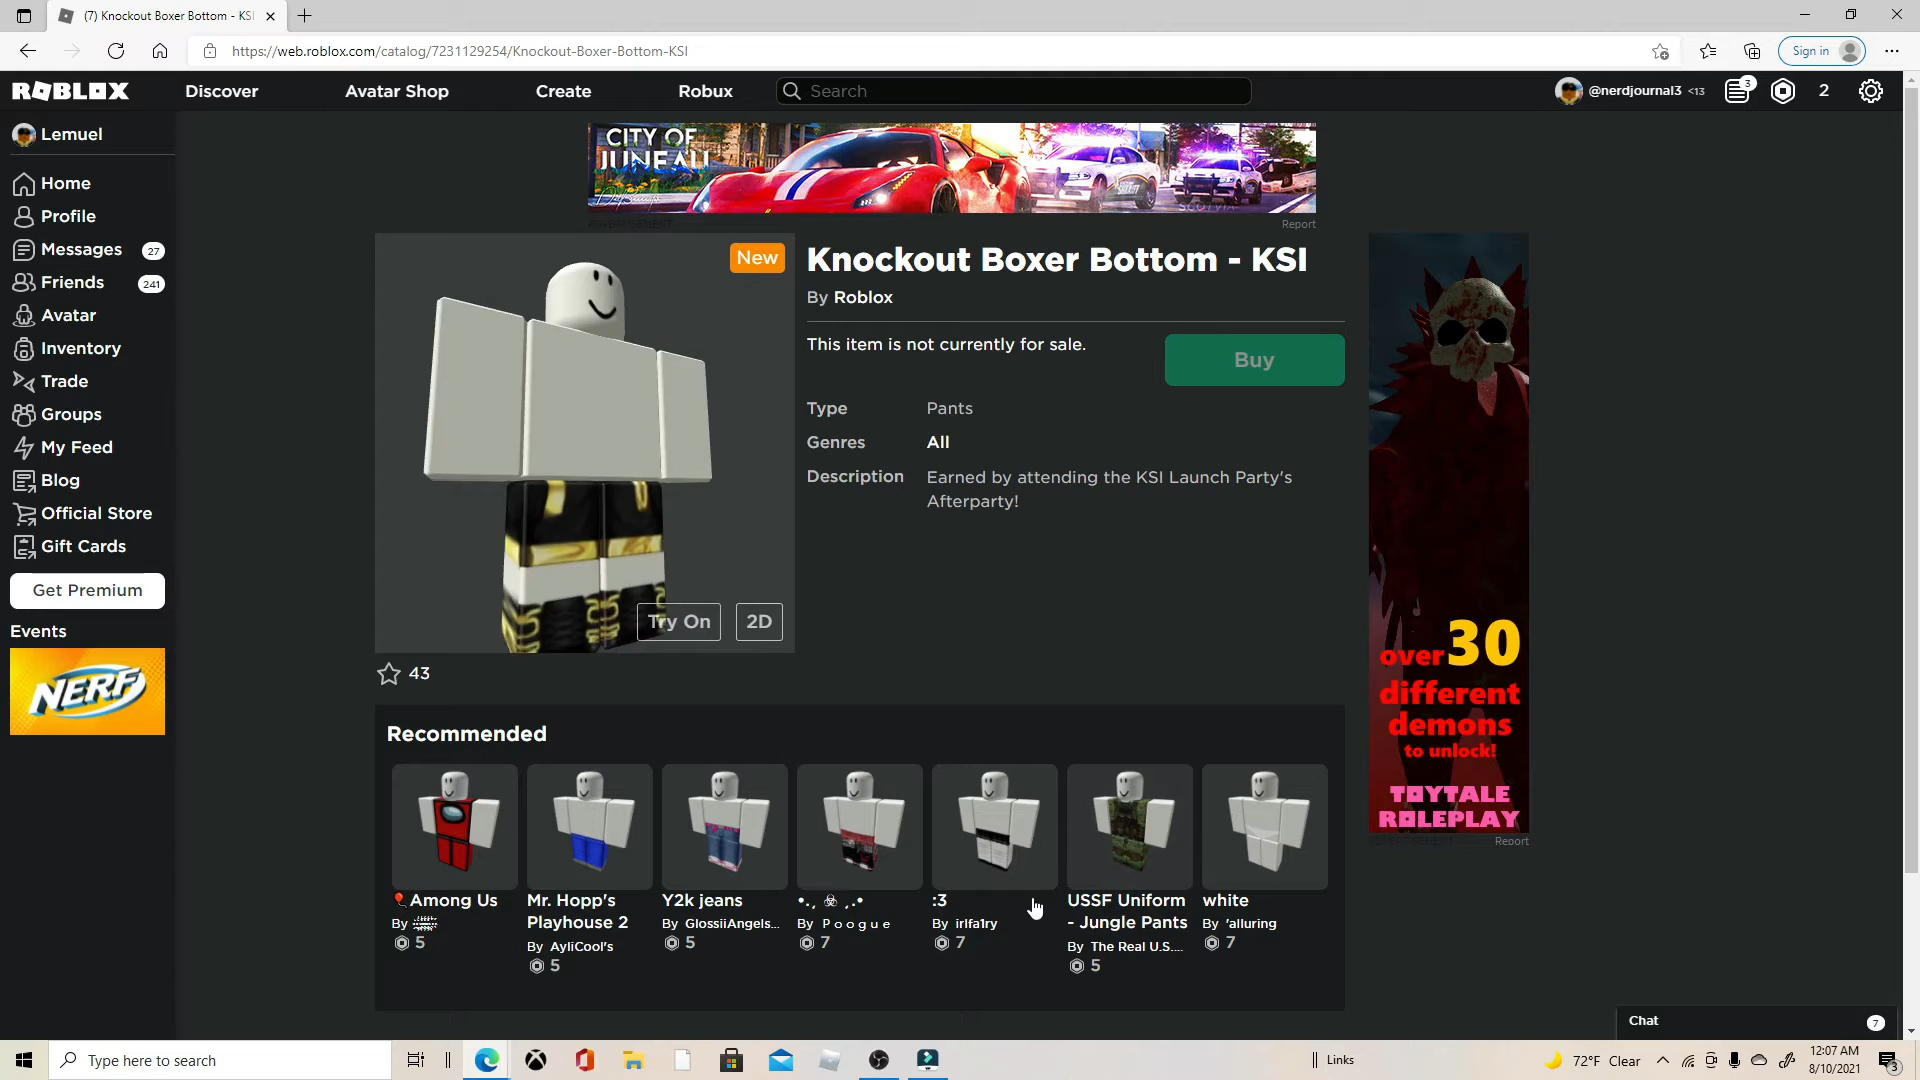 (7) Knockout Boxer Bottom - KSI
https://web.roblox.com/catalog/7231129254/Knockout-Boxer-Bottom-KSI
Sign in
ROBLOX
Discover
Avatar Shop
Create
Robux
Search
@nerdjournal3 <13
3
2
Lemuel
Home
Profile
Messages 27
Friends 241
Avatar
Inventory
Trade
Groups
My Feed
Blog
Official Store
Gift Cards
Get Premium
Events
NERF
CITY OF
JUNEAU
Report
New
Try On
2D
43
Knockout Boxer Bottom - KSI
By Roblox
This item is not currently for sale.
Buy
Type Pants
Genres All
Description Earned by attending the KSI Launch Party's
Afterparty!
over 30
different
demons
to unlock!
TOYTALE
ROLEPLAY
Report
Recommended
Among Us
By
5
Mr. Hopp's
Playhouse 2
By AyliCool's
5
Y2k jeans
By GlossiiAngels...
5
•., ☣ ,.•
By P o o g u e
7
:3
By irlfa1ry
7
USSF Uniform
- Jungle Pants
By The Real U.S....
5
white
By 'alluring
7
Chat
7
Type here to search
Links
72°F Clear
12:07 AM
8/10/2021
3